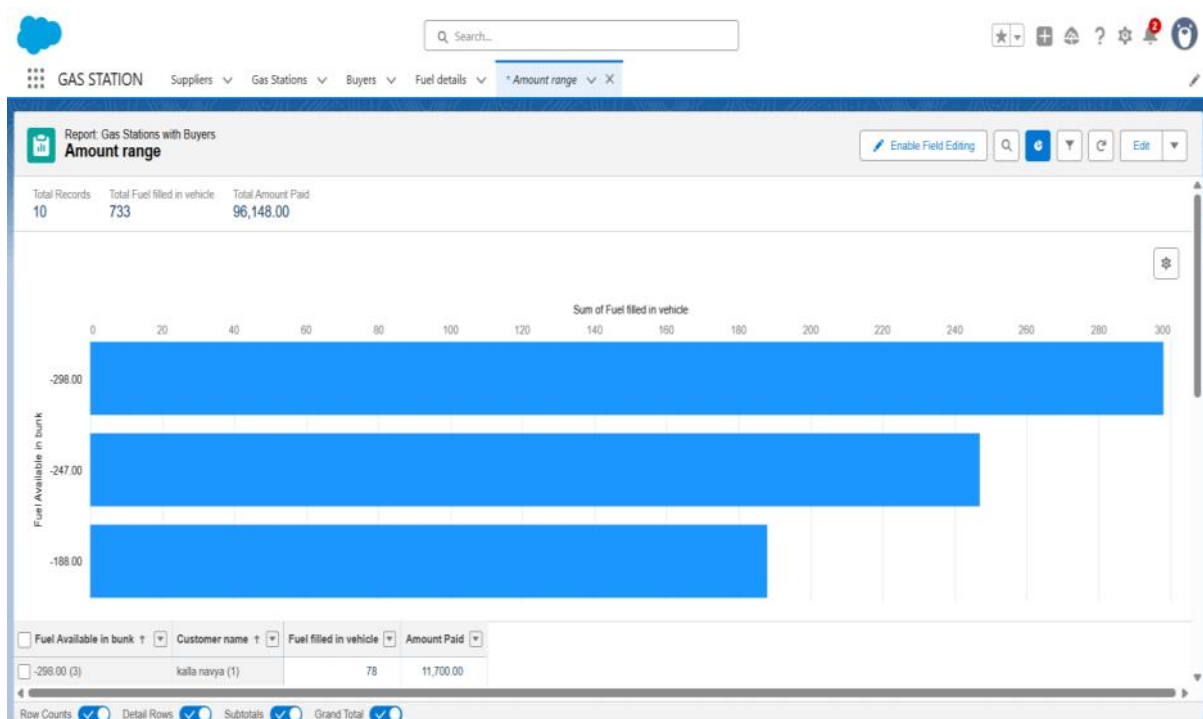 Search...
2
GAS STATION Suppliers Gas Stations Buyers Fuel details * Amount range
Report: Gas Stations with Buyers
Amount range
Enable Field Editing
Edit
Total Records Total Fuel filled in vehicle Total Amount Paid
10 733 96,148.00
Sum of Fuel filled in vehicle
0 20 40 60 80 100 120 140 160 180 200 220 240 260 280 300
Fuel Available in bunk
-298.00
-247.00
-188.00
Fuel Available in bunk ↑ Customer name ↑ Fuel filled in vehicle Amount Paid
-298.00 (3) kalla navya (1) 78 11,700.00
Row Counts Detail Rows Subtotals Grand Total